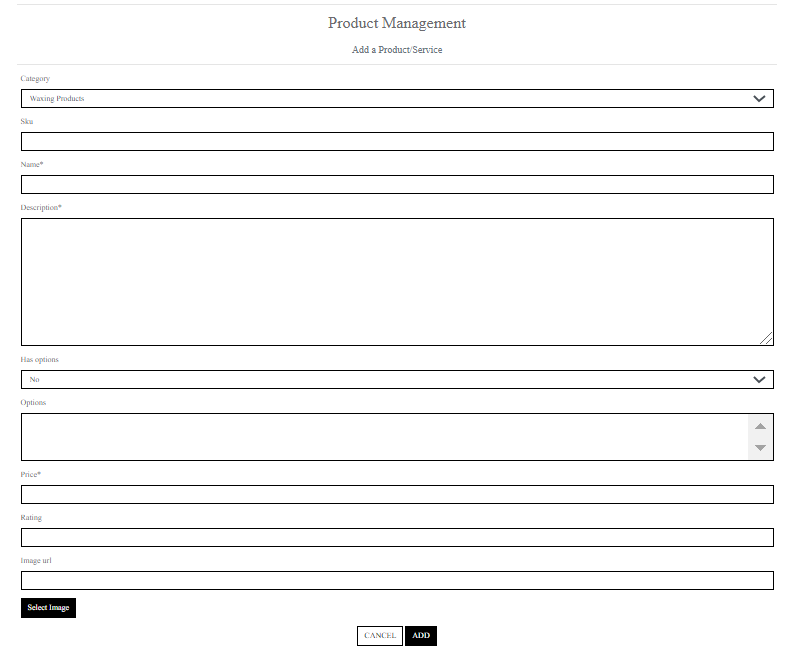 Product Management
Add a Product/Service
Category
Waxing Products
Sku
Name*
Description*
Has options
No
Options
Price*
Rating
Image url
Select Image
CANCEL ADD